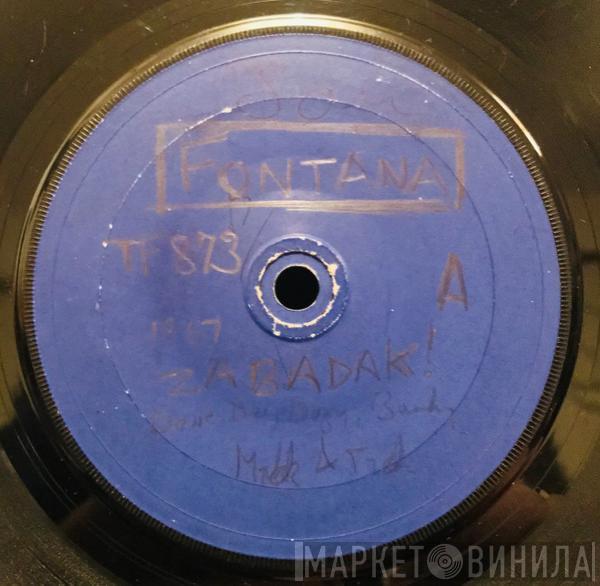 FONTANA
TF 873
A
1967
ZABADAK!
Dave Dee, Dozy, Beaky,
Mick & Tich
МАРКЕТ ВИНИЛА